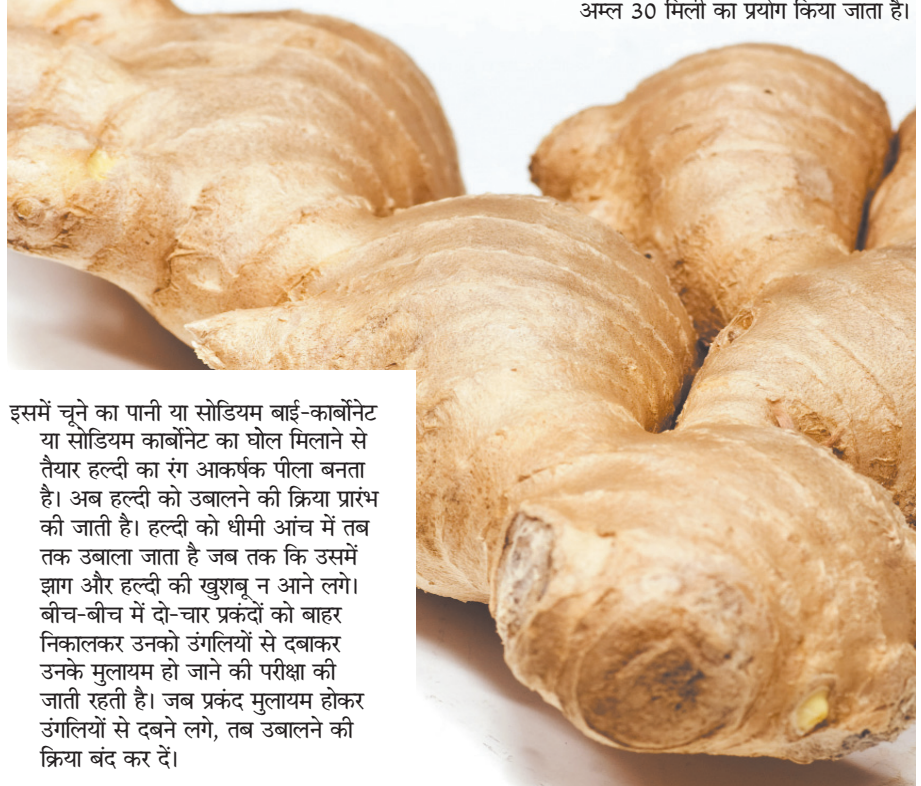 अम्ल 30 मिली का प्रयोग किया जाता है।
इसमें चूने का पानी या सोडियम बाई-कार्बोनेट
या सोडियम कार्बोनेट का घोल मिलाने से
तैयार हल्दी का रंग आकर्षक पीला बनता
है। अब हल्दी को उबालने की क्रिया प्रारंभ
की जाती है। हल्दी को धीमी आंच में तब
तक उबाला जाता है जब तक कि उसमें
झाग और हल्दी की खुशबू न आने लगे।
बीच-बीच में दो-चार प्रकंदों को बाहर
निकालकर उनको उंगलियों से दबाकर
उनके मुलायम हो जाने की परीक्षा की
जाती रहती है। जब प्रकंद मुलायम होकर
उंगलियों से दबने लगे, तब उबालने की
क्रिया बंद कर दें।